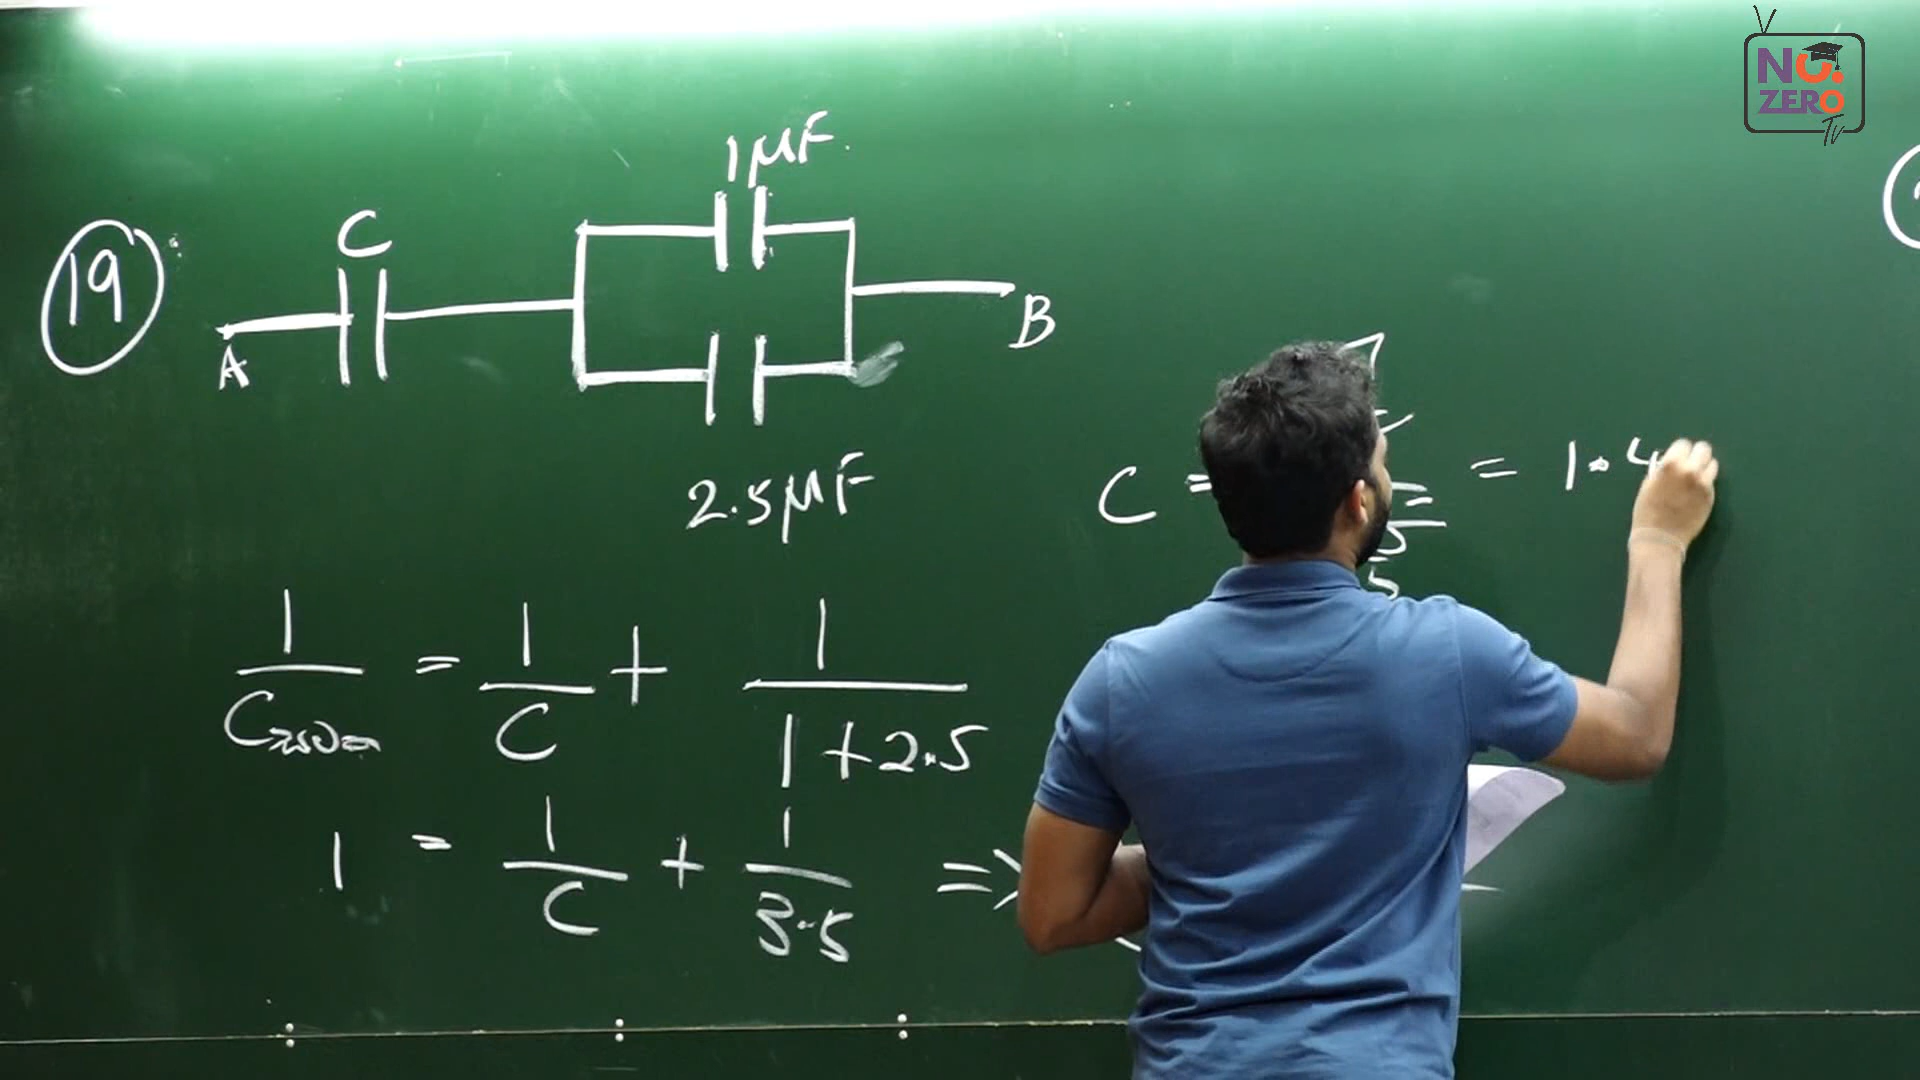 NO.
ZERO
TV
19
C
1μF.
A
B
2.5μF
C = = 1.4
1/C සමක = 1/C + 1/1+2.5
1 = 1/C + 1/3.5 =>